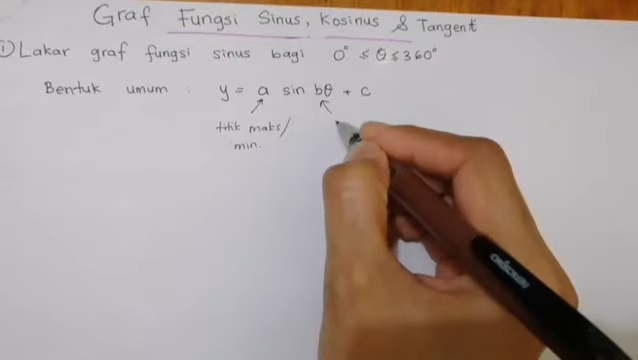 Graf Fungsi Sinus, Kosinus & Tangent
① Lakar graf fungsi sinus bagi 0° ≤ θ ≤ 360°
Bentuk umum : y = a sin bθ + c
titik maks/
min.